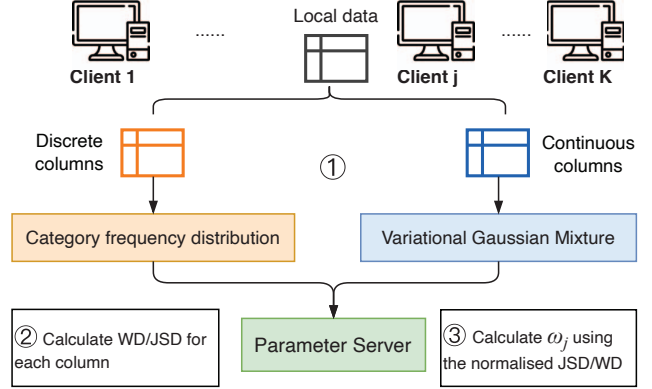 Local data
...... ......
Client 1 Client j Client K
Discrete
columns
Continuous
columns
①
Category frequency distribution
Variational Gaussian Mixture
② Calculate WD/JSD for
each column
Parameter Server
③ Calculate ωj using
the normalised JSD/WD